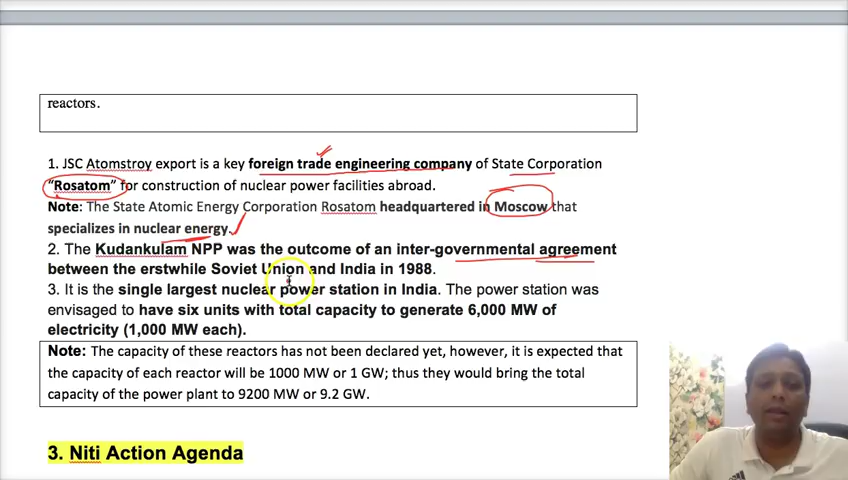 reactors.
1. JSC Atomstroy export is a key foreign trade engineering company of State Corporation
“Rosatom” for construction of nuclear power facilities abroad.
Note: The State Atomic Energy Corporation Rosatom headquartered in Moscow that
specializes in nuclear energy.
2. The Kudankulam NPP was the outcome of an inter-governmental agreement
between the erstwhile Soviet Union and India in 1988.
3. It is the single largest nuclear power station in India. The power station was
envisaged to have six units with total capacity to generate 6,000 MW of
electricity (1,000 MW each).
Note: The capacity of these reactors has not been declared yet, however, it is expected that
the capacity of each reactor will be 1000 MW or 1 GW; thus they would bring the total
capacity of the power plant to 9200 MW or 9.2 GW.
3. Niti Action Agenda